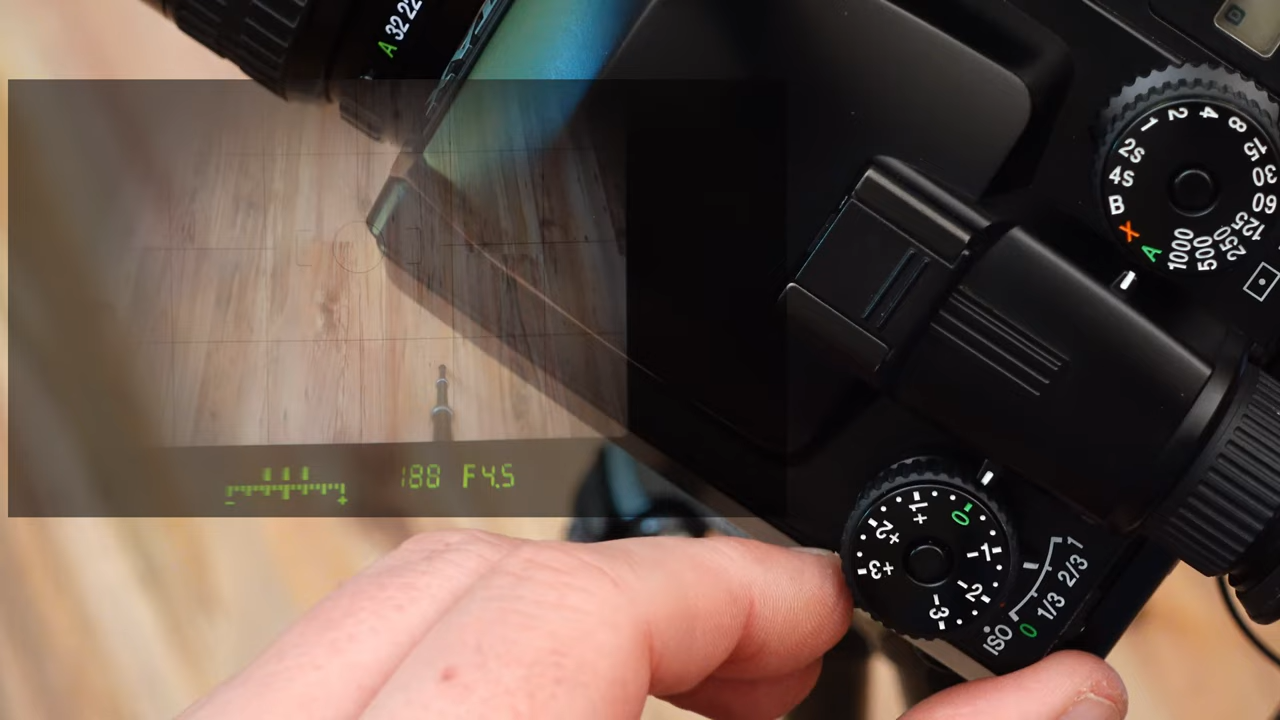 A 32 22
1 2 4 8 15 30 60 125 250 500 1000 A X B 4S 2S
188 F4.5
- +
+3 +2 +1 0 -1 -2 -3
ISO 0 1/3 2/3 1